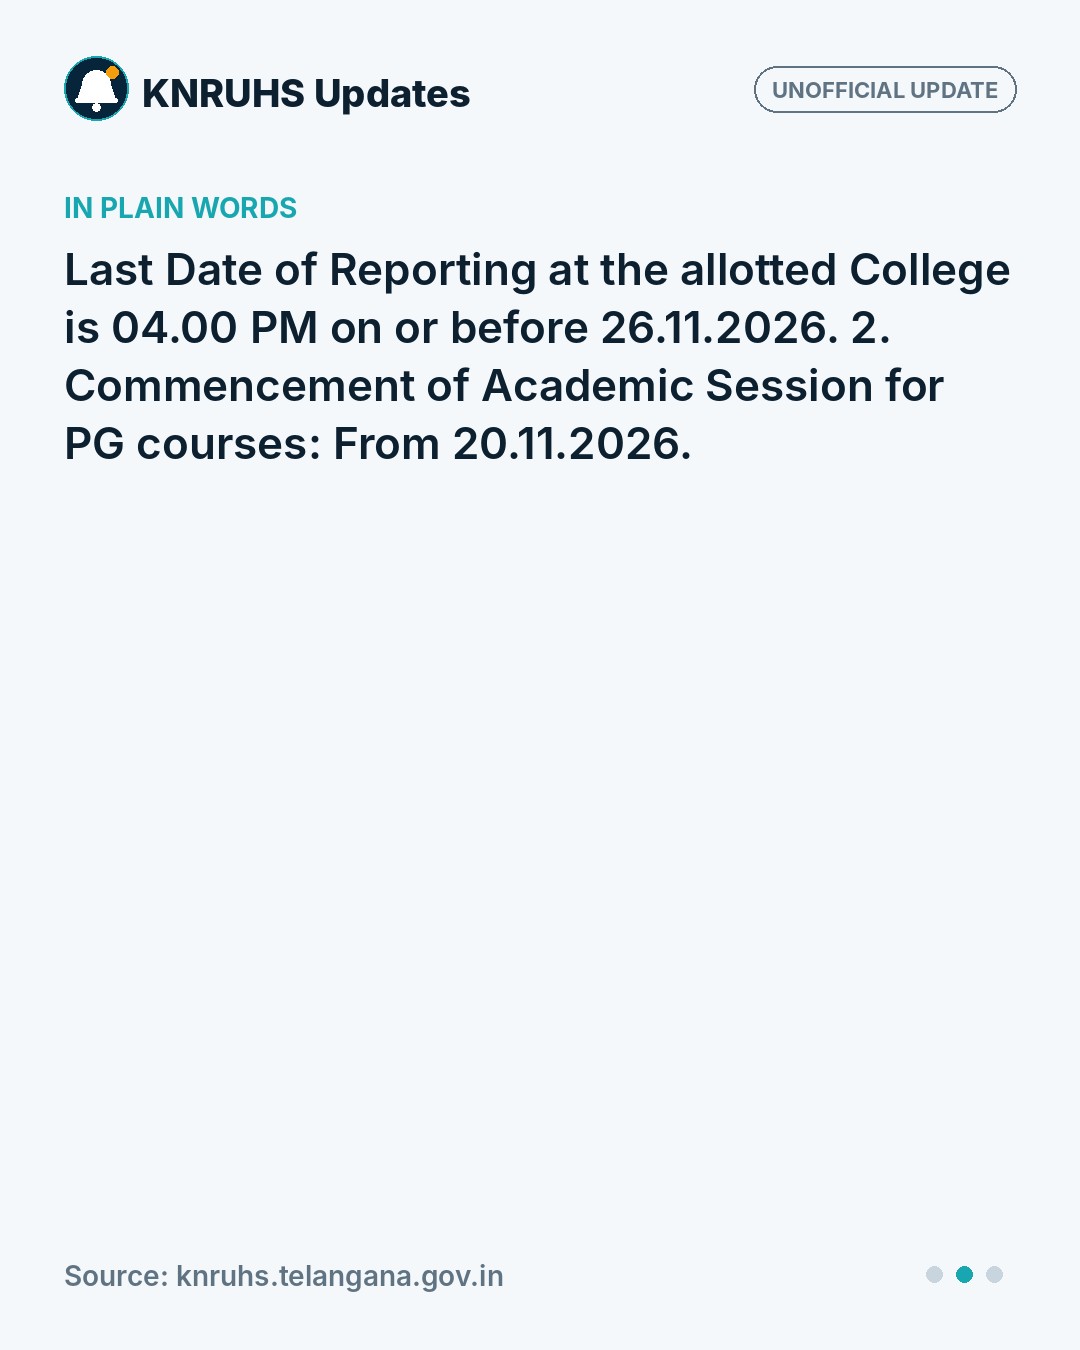 KNRUHS Updates
UNOFFICIAL UPDATE
IN PLAIN WORDS
Last Date of Reporting at the allotted College
is 04.00 PM on or before 26.11.2026. 2.
Commencement of Academic Session for
PG courses: From 20.11.2026.
Source: knruhs.telangana.gov.in